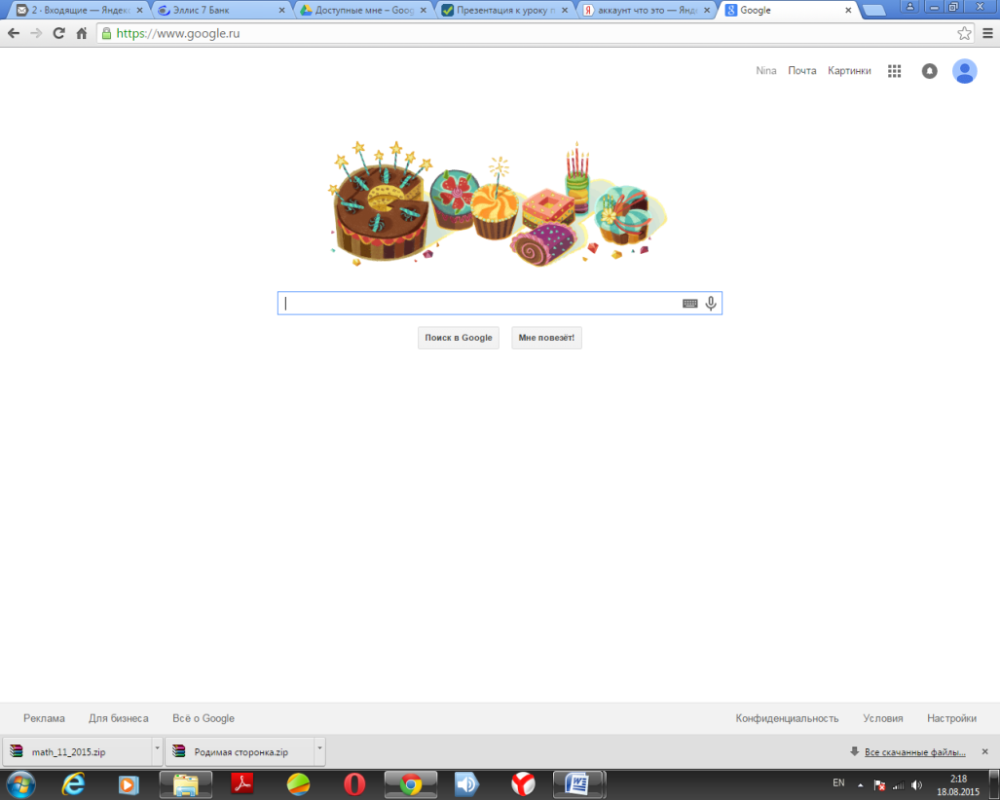 2 · Входящие — Яндекс
Эллис 7 Банк
Доступные мне – Goog
Презентация к уроку п
аккаунт что это — Янде
Google
https://www.google.ru
Nina Почта Картинки
Поиск в Google Мне повезёт!
Реклама Для бизнеса Всё о Google Конфиденциальность Условия Настройки
math_11_2015.zip Родимая сторонка.zip Все скачанные файлы...
EN 2:18
18.08.2015